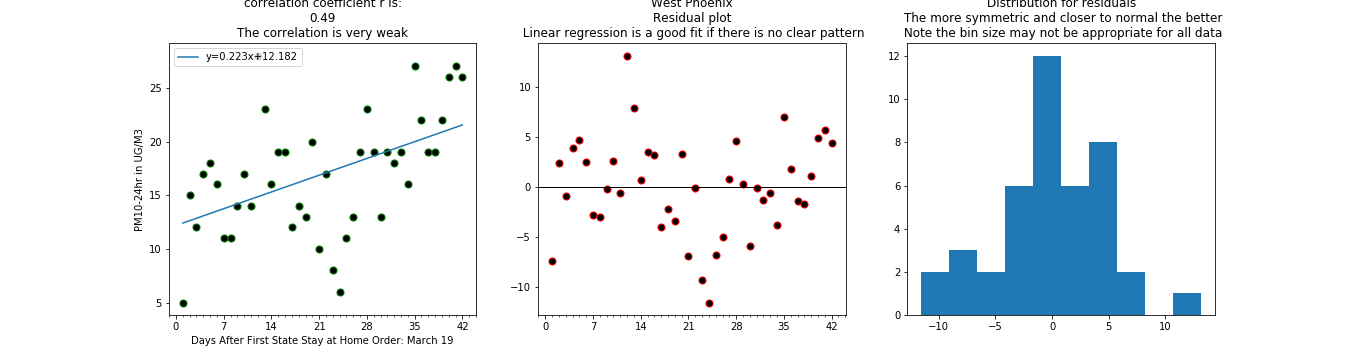 correlation coefficient r is:
0.49
The correlation is very weak
y=0.223x+12.182
PM10-24hr in UG/M3
25
20
15
10
5
0 7 14 21 28 35 42
Days After First State Stay at Home Order: March 19
West Phoenix
Residual plot
Linear regression is a good fit if there is no clear pattern
10
5
0
−5
−10
0 7 14 21 28 35 42
Distribution for residuals
The more symmetric and closer to normal the better
Note the bin size may not be appropriate for all data
12
10
8
6
4
2
0
−10 −5 0 5 10